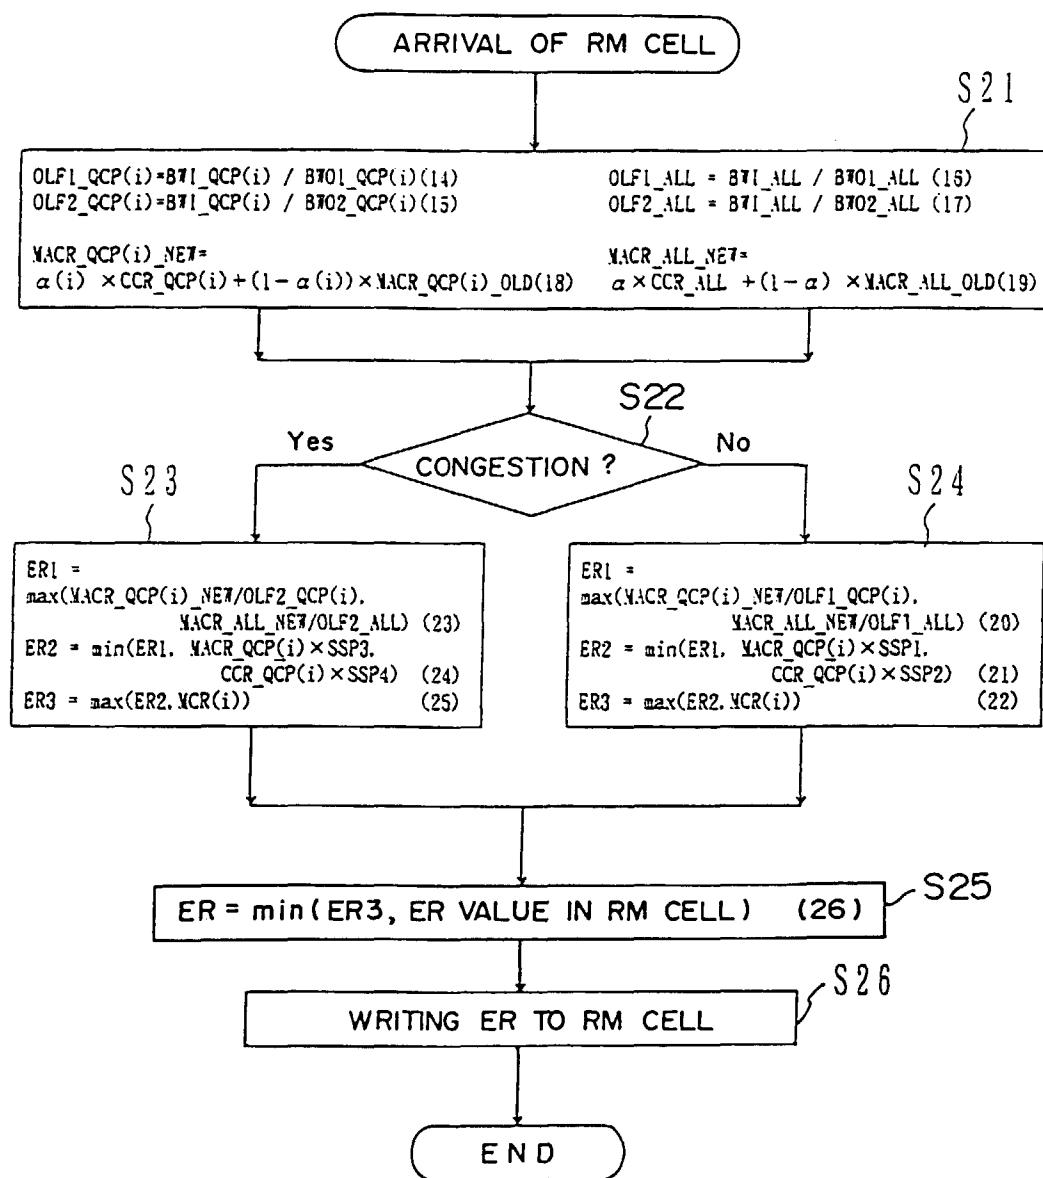 ARRIVAL OF RM CELL
S21
OLF1_QCP(i)=BWI_QCP(i) / BWO1_QCP(i)(14)
OLF2_QCP(i)=BWI_QCP(i) / BWO2_QCP(i)(15)
MACR_QCP(i)_NEW=
α(i) ×CCR_QCP(i)+(1-α(i))×MACR_QCP(i)_OLD(18)
OLF1_ALL = BWI_ALL / BWO1_ALL (16)
OLF2_ALL = BWI_ALL / BWO2_ALL (17)
MACR_ALL_NEW=
α×CCR_ALL +(1-α) ×MACR_ALL_OLD(19)
S22
CONGESTION ?
Yes
No
S23
ER1 =
max(MACR_QCP(i)_NEW/OLF2_QCP(i),
MACR_ALL_NEW/OLF2_ALL) (23)
ER2 = min(ER1, MACR_QCP(i)×SSP3,
CCR_QCP(i)×SSP4) (24)
ER3 = max(ER2,MCR(i)) (25)
S24
ER1 =
max(MACR_QCP(i)_NEW/OLF1_QCP(i),
MACR_ALL_NEW/OLF1_ALL) (20)
ER2 = min(ER1, MACR_QCP(i)×SSP1,
CCR_QCP(i)×SSP2) (21)
ER3 = max(ER2,MCR(i)) (22)
ER = min(ER3, ER VALUE IN RM CELL) (26)
S25
WRITING ER TO RM CELL
S26
END